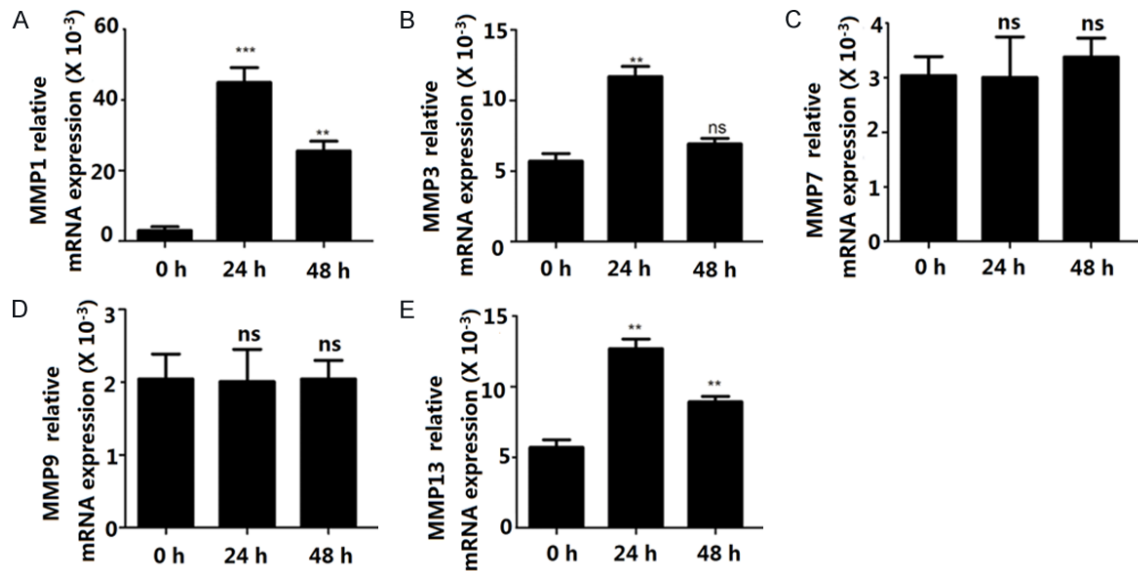 A
MMP1 relative
mRNA expression (X 10⁻³)
60
40
20
0
***
**
0 h 24 h 48 h
B
MMP3 relative
mRNA expression (X 10⁻³)
15
10
5
0
**
ns
0 h 24 h 48 h
C
MMP7 relative
mRNA expression (X 10⁻³)
4
3
2
1
0
ns ns
0 h 24 h 48 h
D
MMP9 relative
mRNA expression (X 10⁻³)
3
2
1
0
ns ns
0 h 24 h 48 h
E
MMP13 relative
mRNA expression (X 10⁻³)
15
10
5
0
**
**
0 h 24 h 48 h